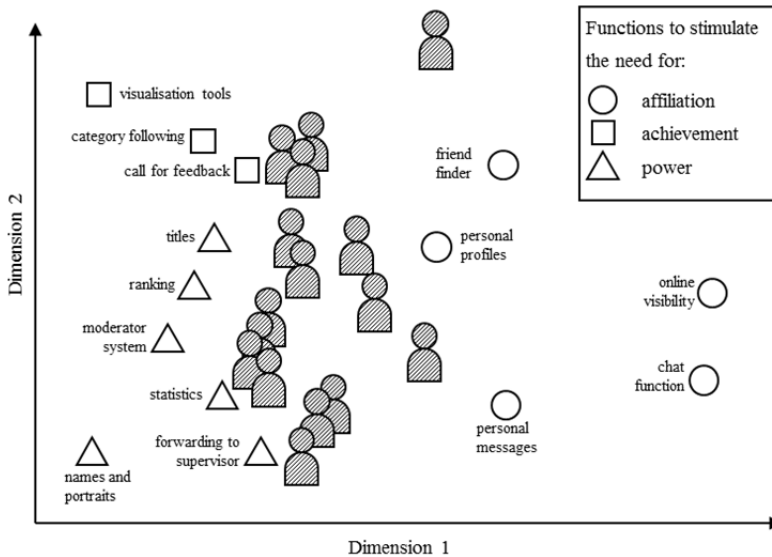 Functions to stimulate
the need for:
affiliation
achievement
power
visualisation tools
category following
call for feedback
friend
finder
titles
personal
profiles
ranking
online
visibility
moderator
system
chat
function
statistics
personal
messages
forwarding to
supervisor
names and
portraits
Dimension 2
Dimension 1